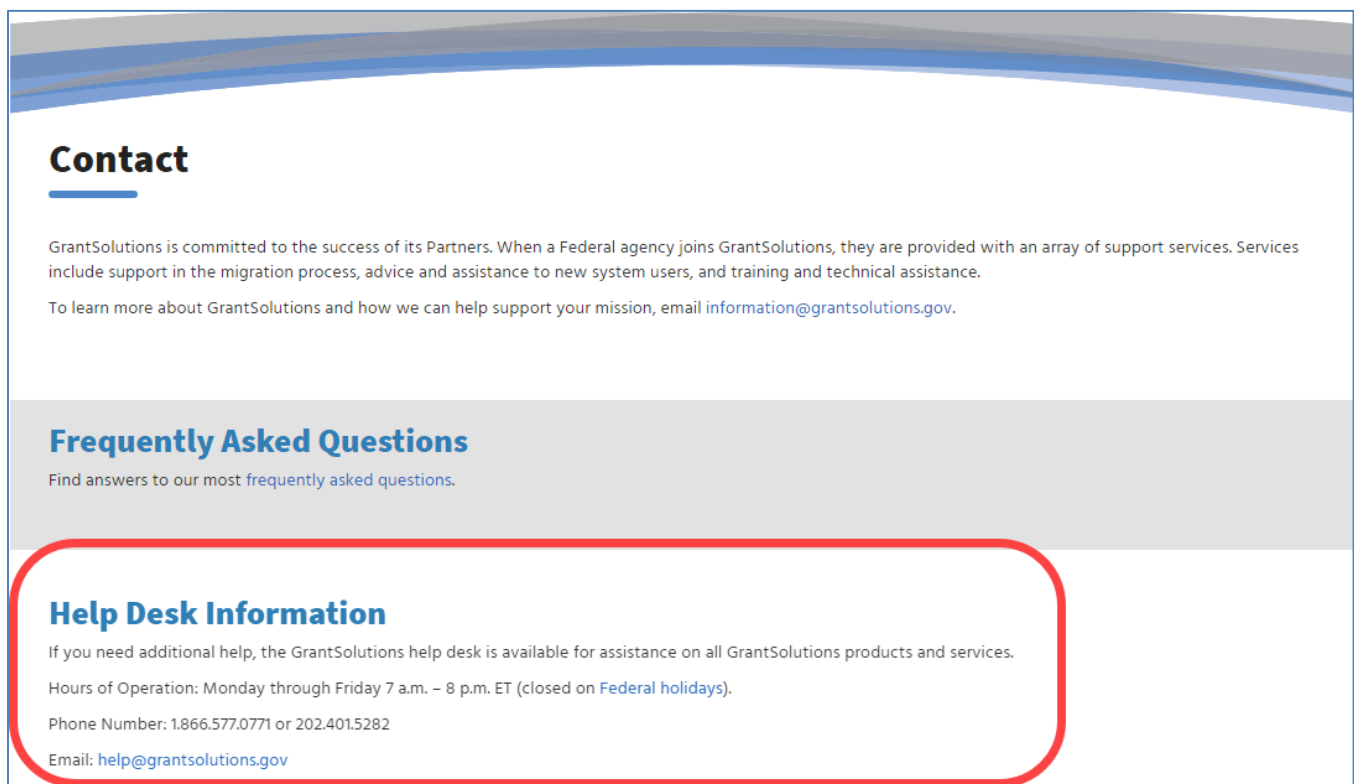 Contact
GrantSolutions is committed to the success of its Partners. When a Federal agency joins GrantSolutions, they are provided with an array of support services. Services
include support in the migration process, advice and assistance to new system users, and training and technical assistance.
To learn more about GrantSolutions and how we can help support your mission, email information@grantsolutions.gov.
Frequently Asked Questions
Find answers to our most frequently asked questions.
Help Desk Information
If you need additional help, the GrantSolutions help desk is available for assistance on all GrantSolutions products and services.
Hours of Operation: Monday through Friday 7 a.m. – 8 p.m. ET (closed on Federal holidays).
Phone Number: 1.866.577.0771 or 202.401.5282
Email: help@grantsolutions.gov